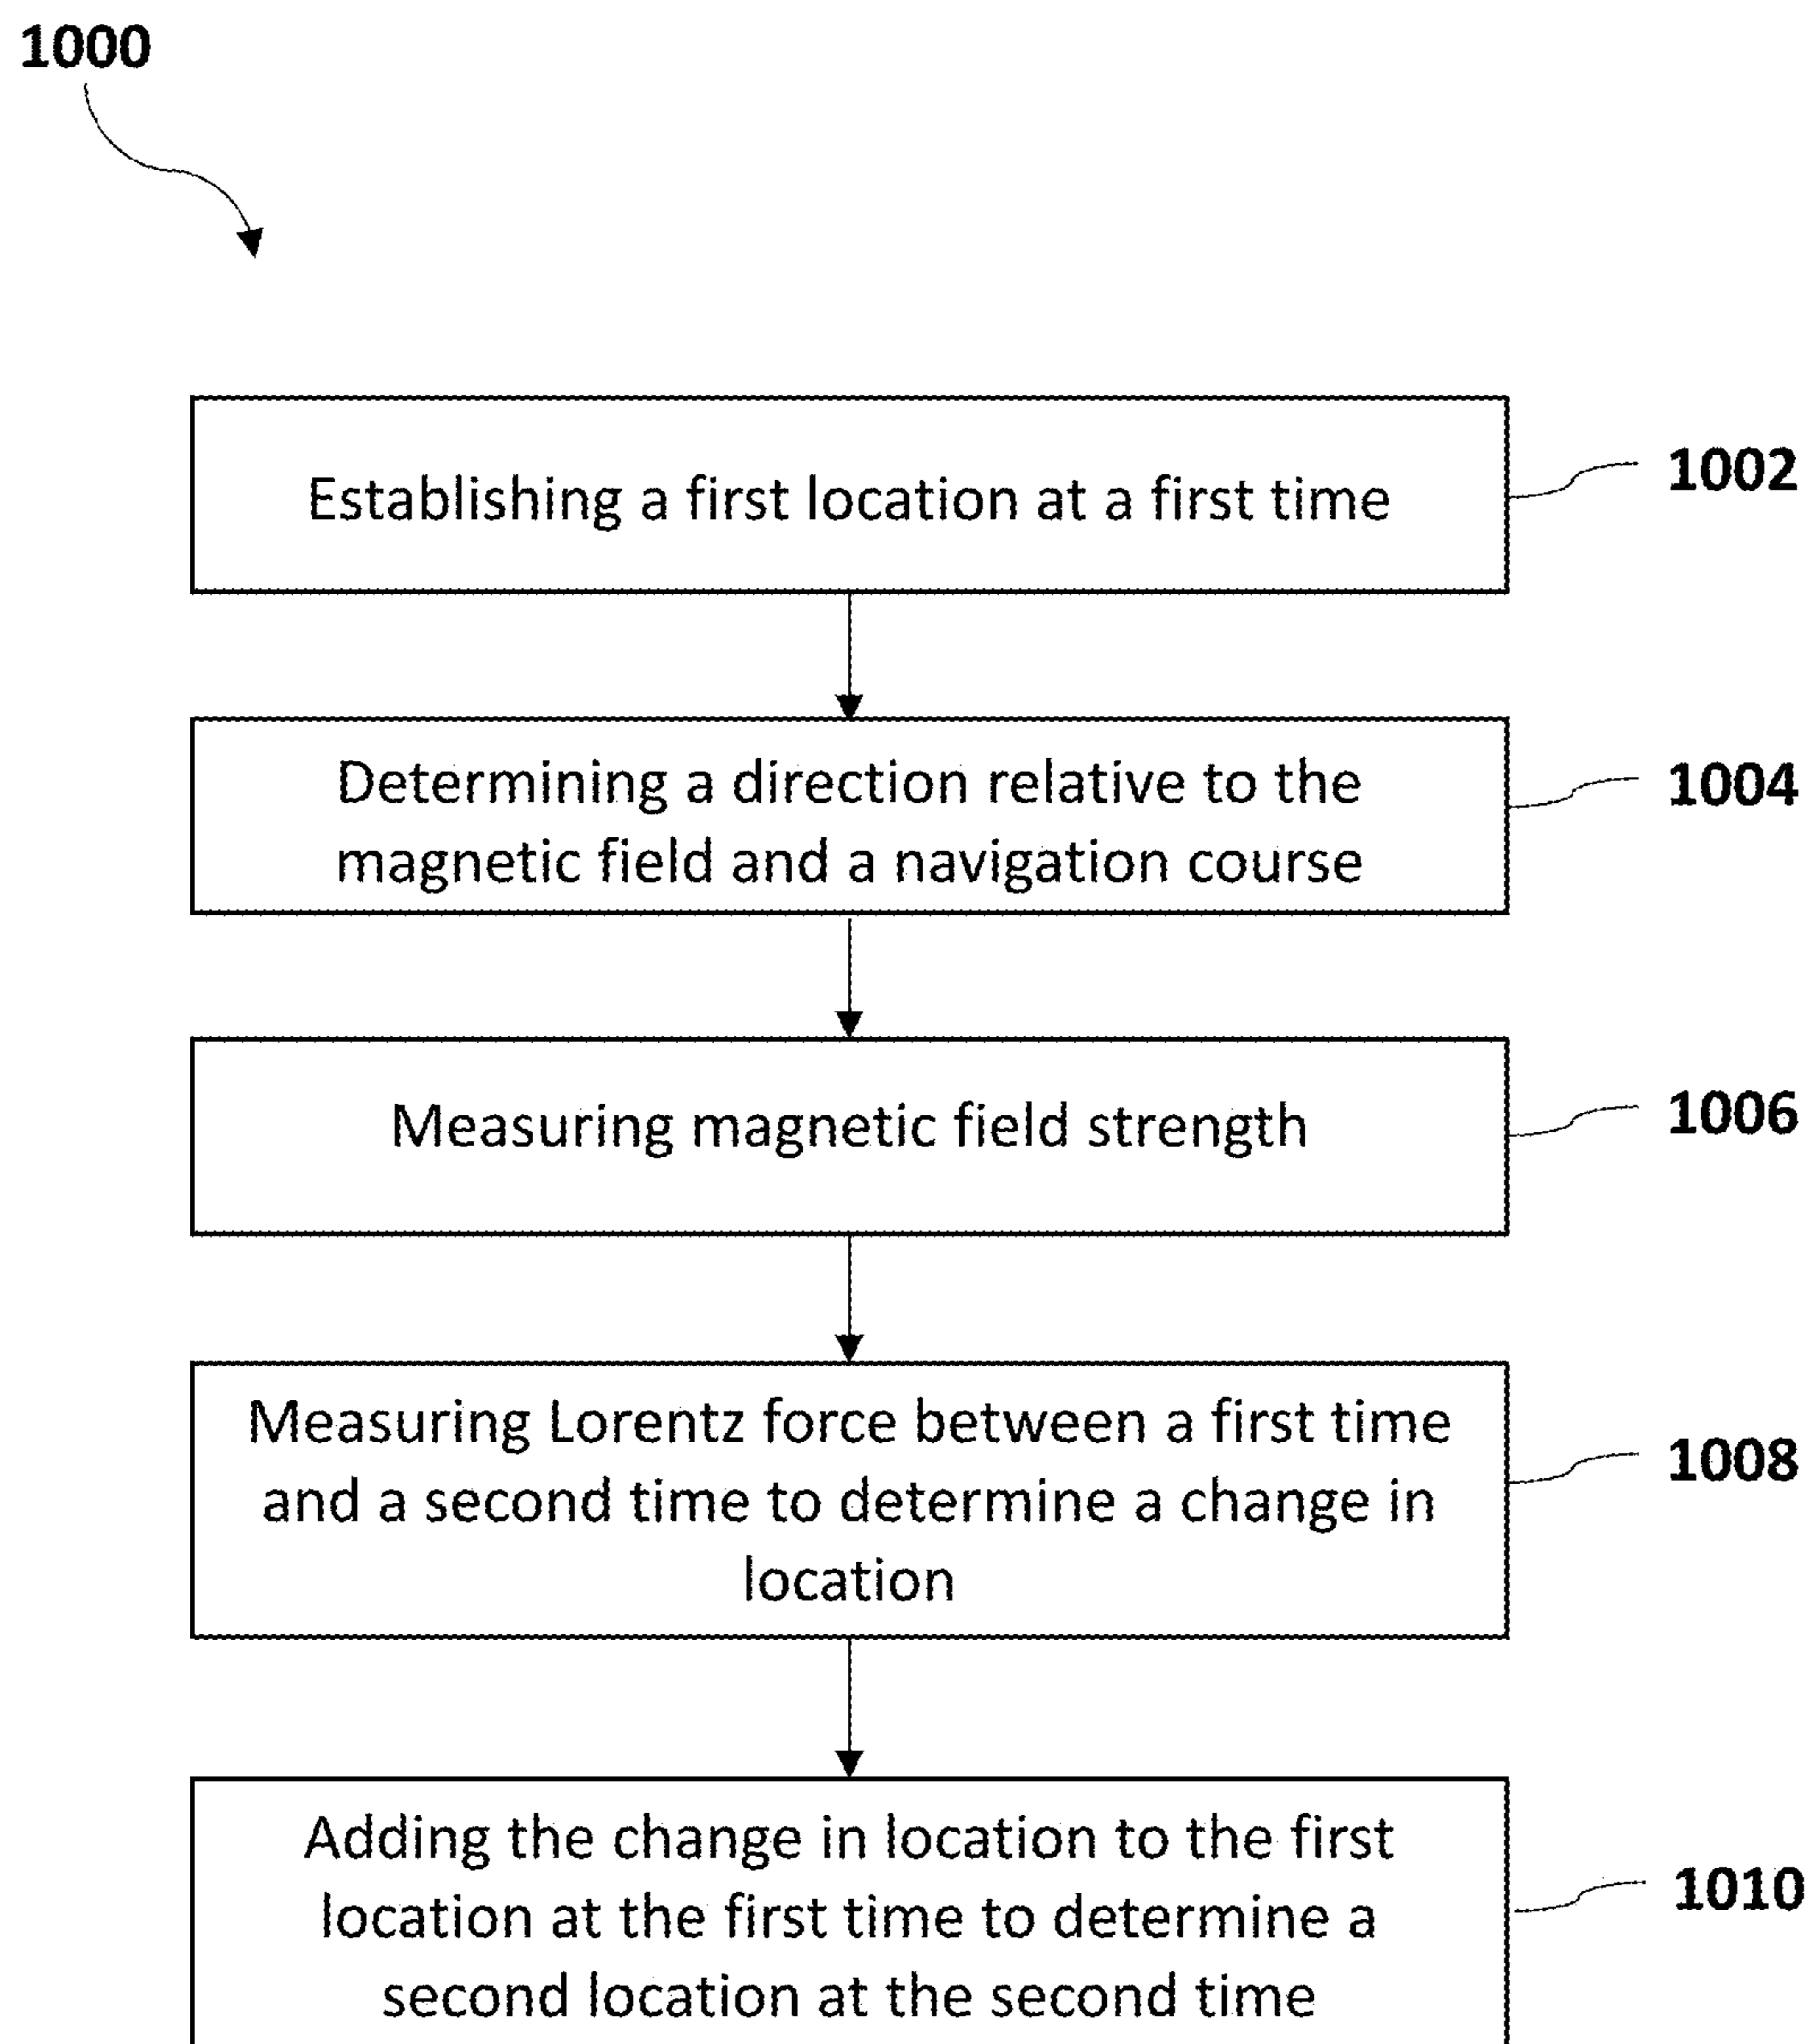 1000
Establishing a first location at a first time
1002
Determining a direction relative to the
magnetic field and a navigation course
1004
Measuring magnetic field strength
1006
Measuring Lorentz force between a first time
and a second time to determine a change in
location
1008
Adding the change in location to the first
location at the first time to determine a
second location at the second time
1010